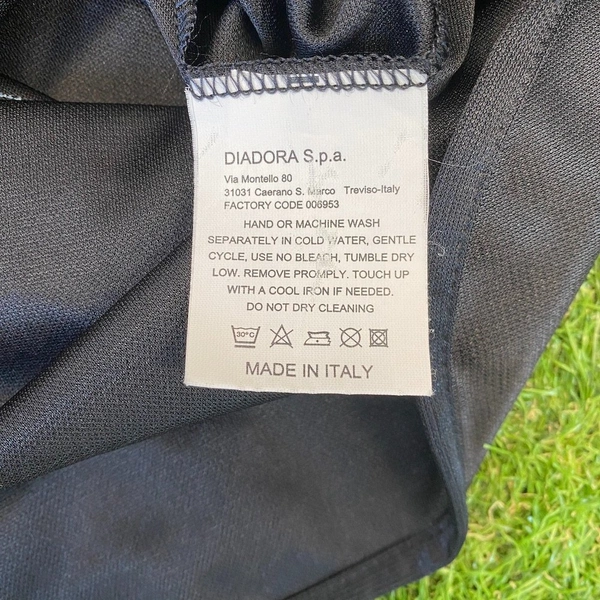 DIADORA S.p.a.
Via Montello 80
31031 Caerano S. Marco Treviso-Italy
FACTORY CODE 006953
HAND OR MACHINE WASH
SEPARATELY IN COLD WATER, GENTLE
CYCLE, USE NO BLEACH, TUMBLE DRY
LOW. REMOVE PROMPLY. TOUCH UP
WITH A COOL IRON IF NEEDED.
DO NOT DRY CLEANING
30°C
MADE IN ITALY